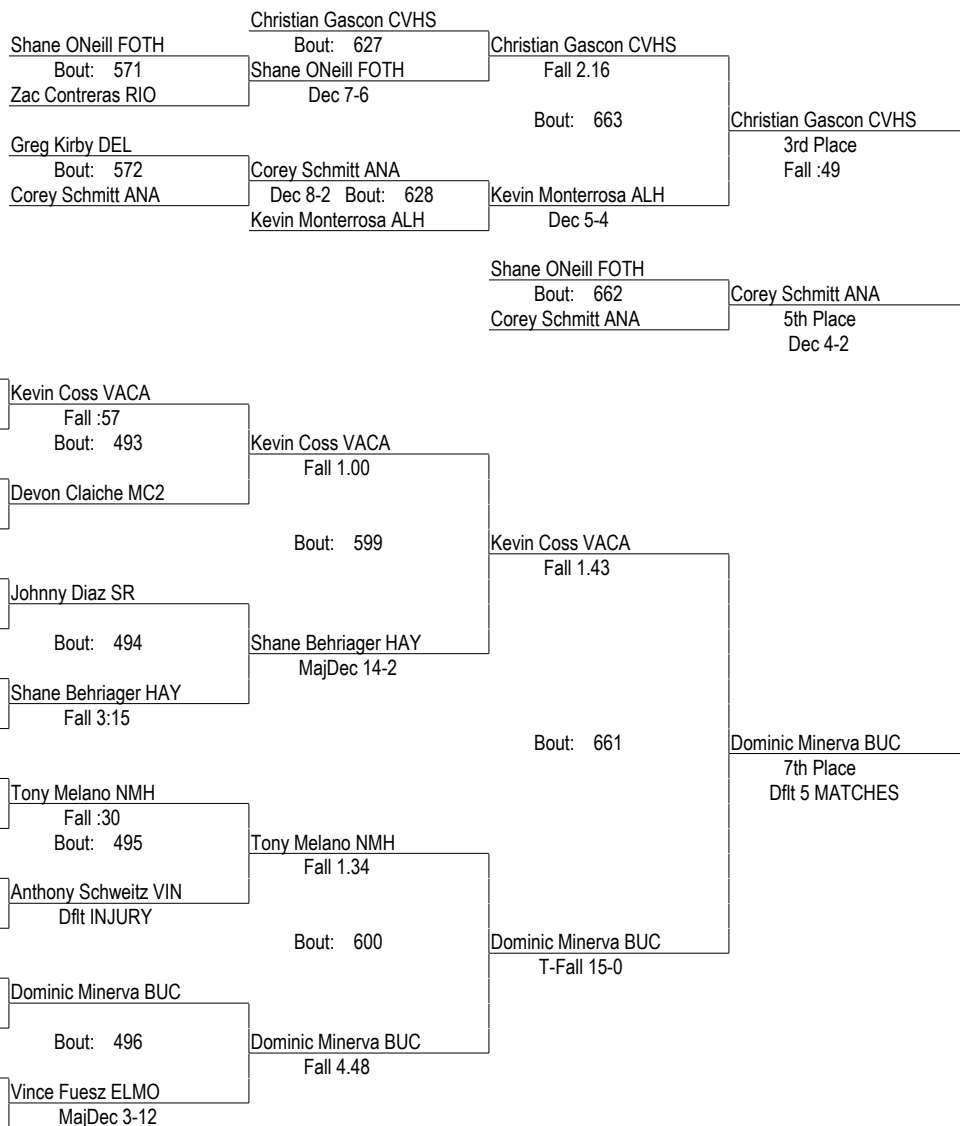 Christian Gascon CVHS
Shane ONeill FOTH Bout: 627 Christian Gascon CVHS
Bout: 571 Shane ONeill FOTH Fall 2.16
Zac Contreras RIO Dec 7-6
Bout: 663 Christian Gascon CVHS
Greg Kirby DEL 3rd Place
Bout: 572 Corey Schmitt ANA Fall :49
Corey Schmitt ANA Dec 8-2 Bout: 628 Kevin Monterrosa ALH
Kevin Monterrosa ALH Dec 5-4
Shane ONeill FOTH
Bout: 662 Corey Schmitt ANA
Corey Schmitt ANA 5th Place
Dec 4-2
Kevin Coss VACA
Fall :57
Bout: 493 Kevin Coss VACA
Fall 1.00
Devon Claiche MC2
Bout: 599 Kevin Coss VACA
Fall 1.43
Johnny Diaz SR
Bout: 494 Shane Behriager HAY
MajDec 14-2
Shane Behriager HAY
Fall 3:15
Bout: 661 Dominic Minerva BUC
7th Place
Tony Melano NMH Dflt 5 MATCHES
Fall :30
Bout: 495 Tony Melano NMH
Fall 1.34
Anthony Schweitz VIN
Dflt INJURY
Bout: 600 Dominic Minerva BUC
T-Fall 15-0
Dominic Minerva BUC
Bout: 496 Dominic Minerva BUC
Fall 4.48
Vince Fuesz ELMO
MajDec 3-12